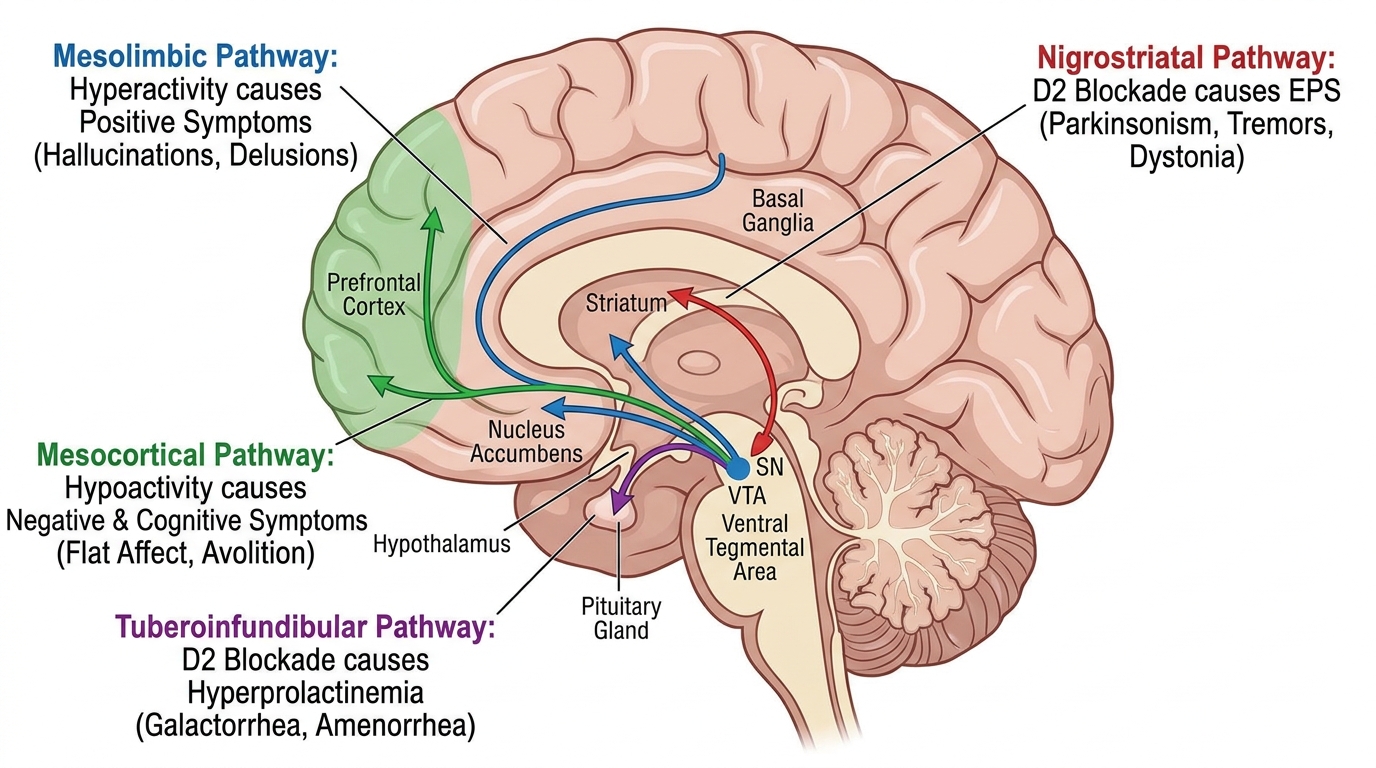 Mesolimbic Pathway:
Hyperactivity causes
Positive Symptoms
(Hallucinations, Delusions)
Nigrostriatal Pathway:
D2 Blockade causes EPS
(Parkinsonism, Tremors,
Dystonia)
Basal
Ganglia
Prefrontal
Cortex
Striatum
Nucleus
Accumbens
SN
VTA
Ventral
Tegmental
Area
Mesocortical Pathway:
Hypoactivity causes
Negative & Cognitive Symptoms
(Flat Affect, Avolition)
Hypothalamus
Pituitary
Gland
Tuberoinfundibular Pathway:
D2 Blockade causes
Hyperprolactinemia
(Galactorrhea, Amenorrhea)